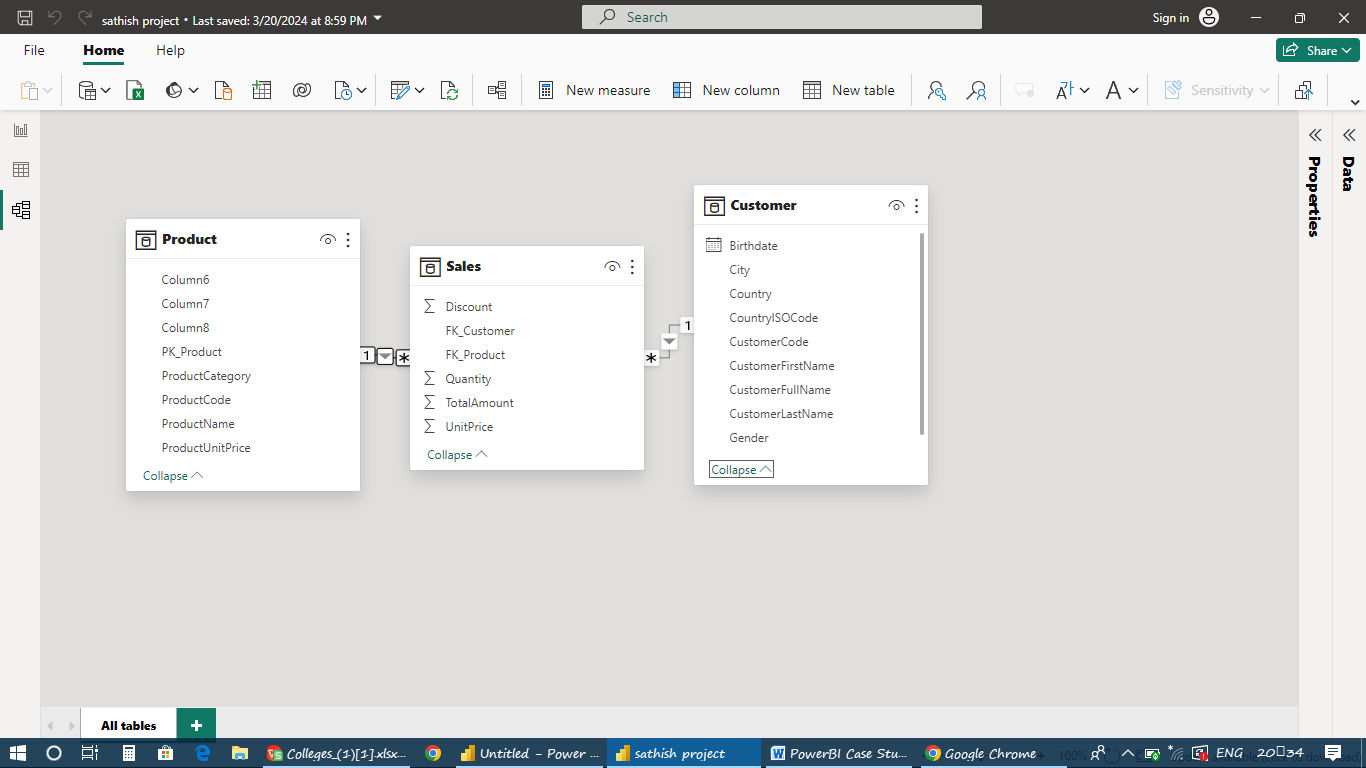 sathish project • Last saved: 3/20/2024 at 8:59 PM
Search
Sign in
File
Home
Help
Share
New measure
New column
New table
Sensitivity
Product
Column6
Column7
Column8
PK_Product
ProductCategory
ProductCode
ProductName
ProductUnitPrice
Collapse
1
*
Sales
Discount
FK_Customer
FK_Product
Quantity
TotalAmount
UnitPrice
Collapse
*
1
Customer
Birthdate
City
Country
CountryISOCode
CustomerCode
CustomerFirstName
CustomerFullName
CustomerLastName
Gender
Collapse
Properties
Data
All tables
+
Colleges_(1)[1].xlsx...
Untitled - Power ...
sathish project
PowerBI Case Stu...
Google Chrome
ENG
20▯34